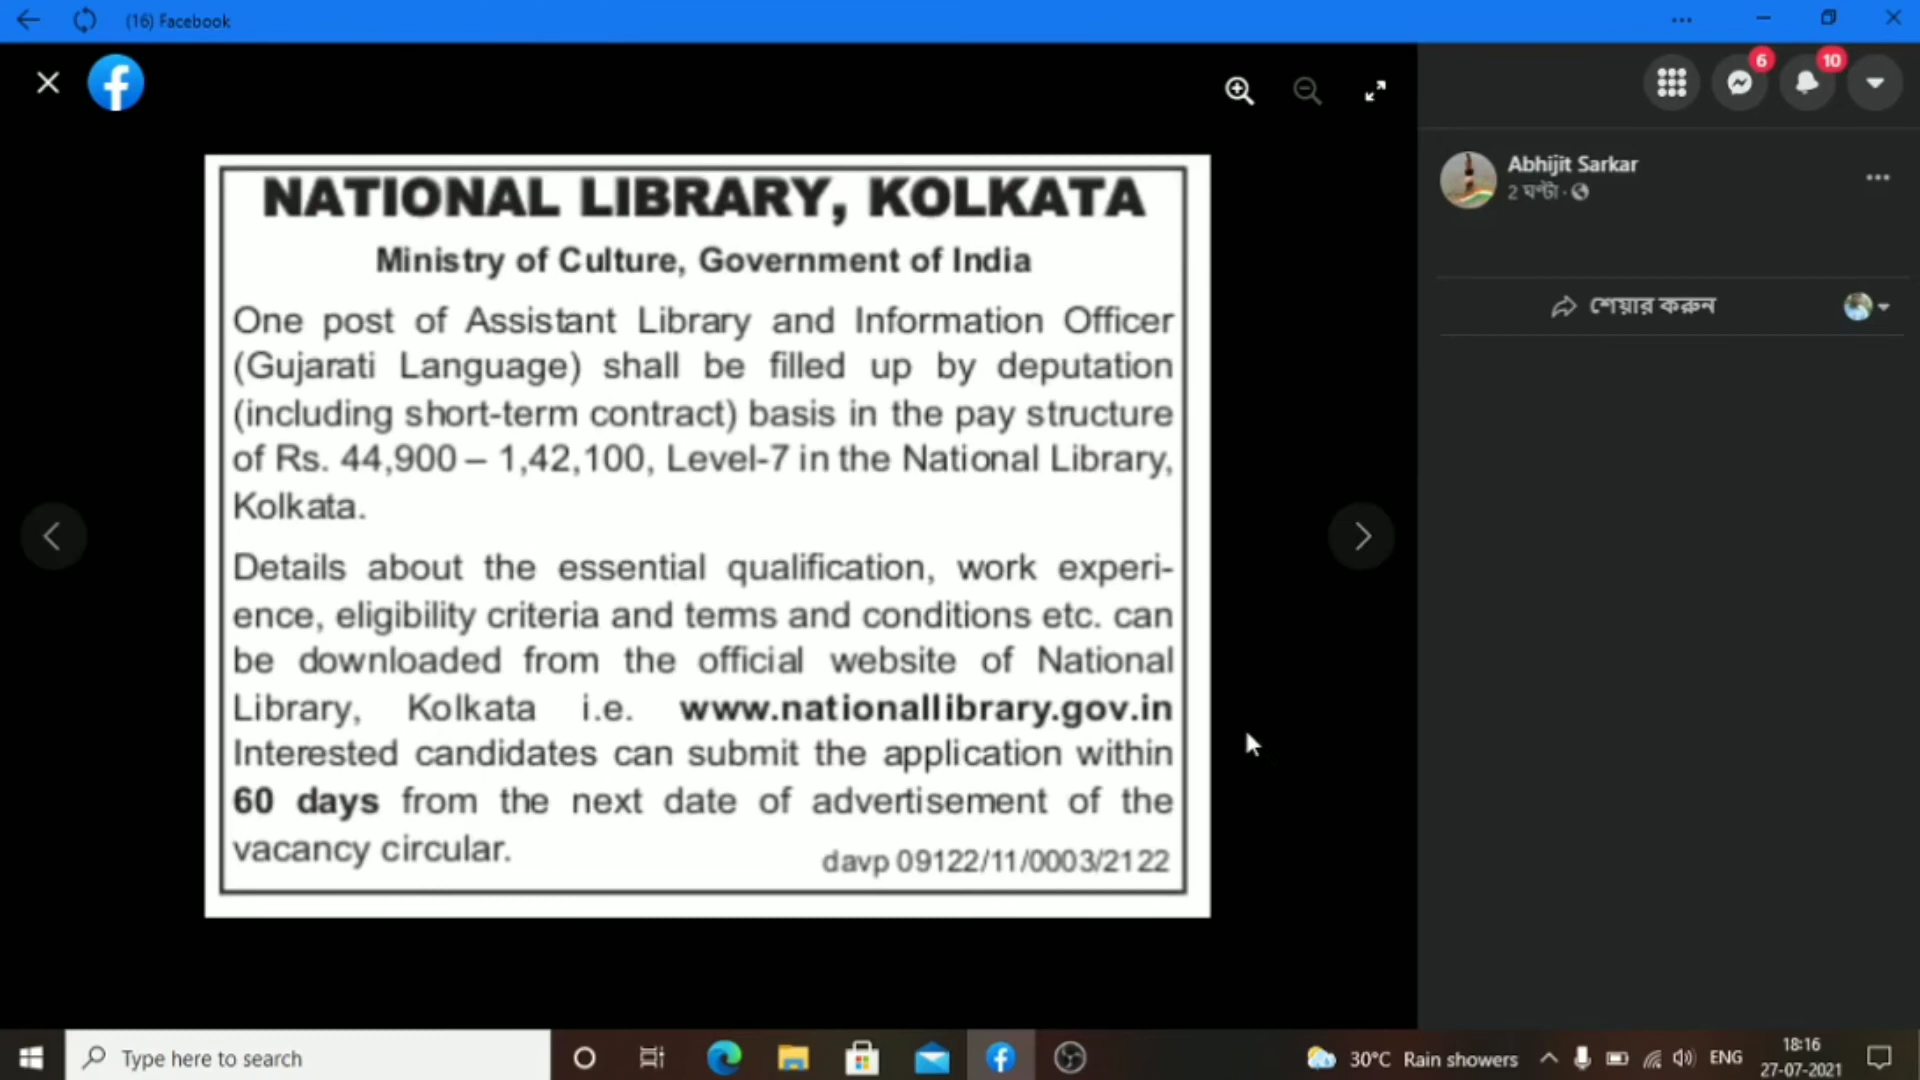 (16) Facebook
6
10
Abhijit Sarkar
2 ঘণ্টা ·
শেয়ার করুন
NATIONAL LIBRARY, KOLKATA
Ministry of Culture, Government of India
One post of Assistant Library and Information Officer
(Gujarati Language) shall be filled up by deputation
(including short-term contract) basis in the pay structure
of Rs. 44,900 – 1,42,100, Level-7 in the National Library,
Kolkata.
Details about the essential qualification, work experi-
ence, eligibility criteria and terms and conditions etc. can
be downloaded from the official website of National
Library, Kolkata i.e. www.nationallibrary.gov.in
Interested candidates can submit the application within
60 days from the next date of advertisement of the
vacancy circular.
davp 09122/11/0003/2122
Type here to search
30°C Rain showers
ENG
18:16
27-07-2021